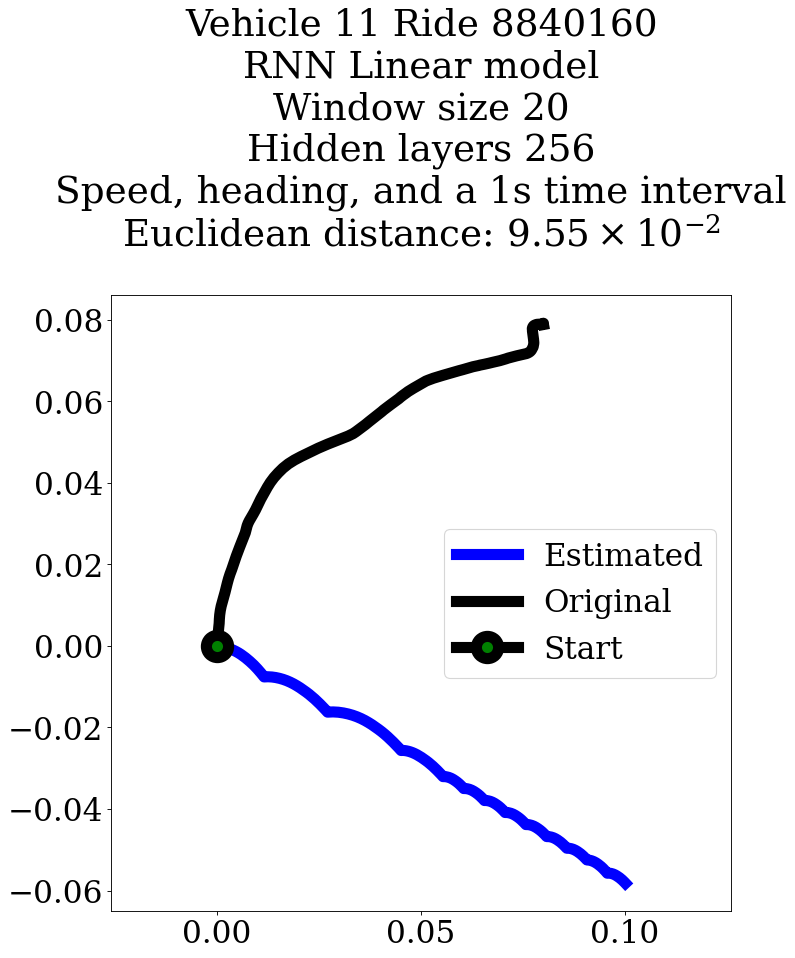 Vehicle 11 Ride 8840160
RNN Linear model
Window size 20
Hidden layers 256
Speed, heading, and a 1s time interval
Euclidean distance: 9.55 × 10⁻²
0.08
0.06
0.04
0.02
0.00
−0.02
−0.04
−0.06
Estimated
Original
Start
0.00 0.05 0.10